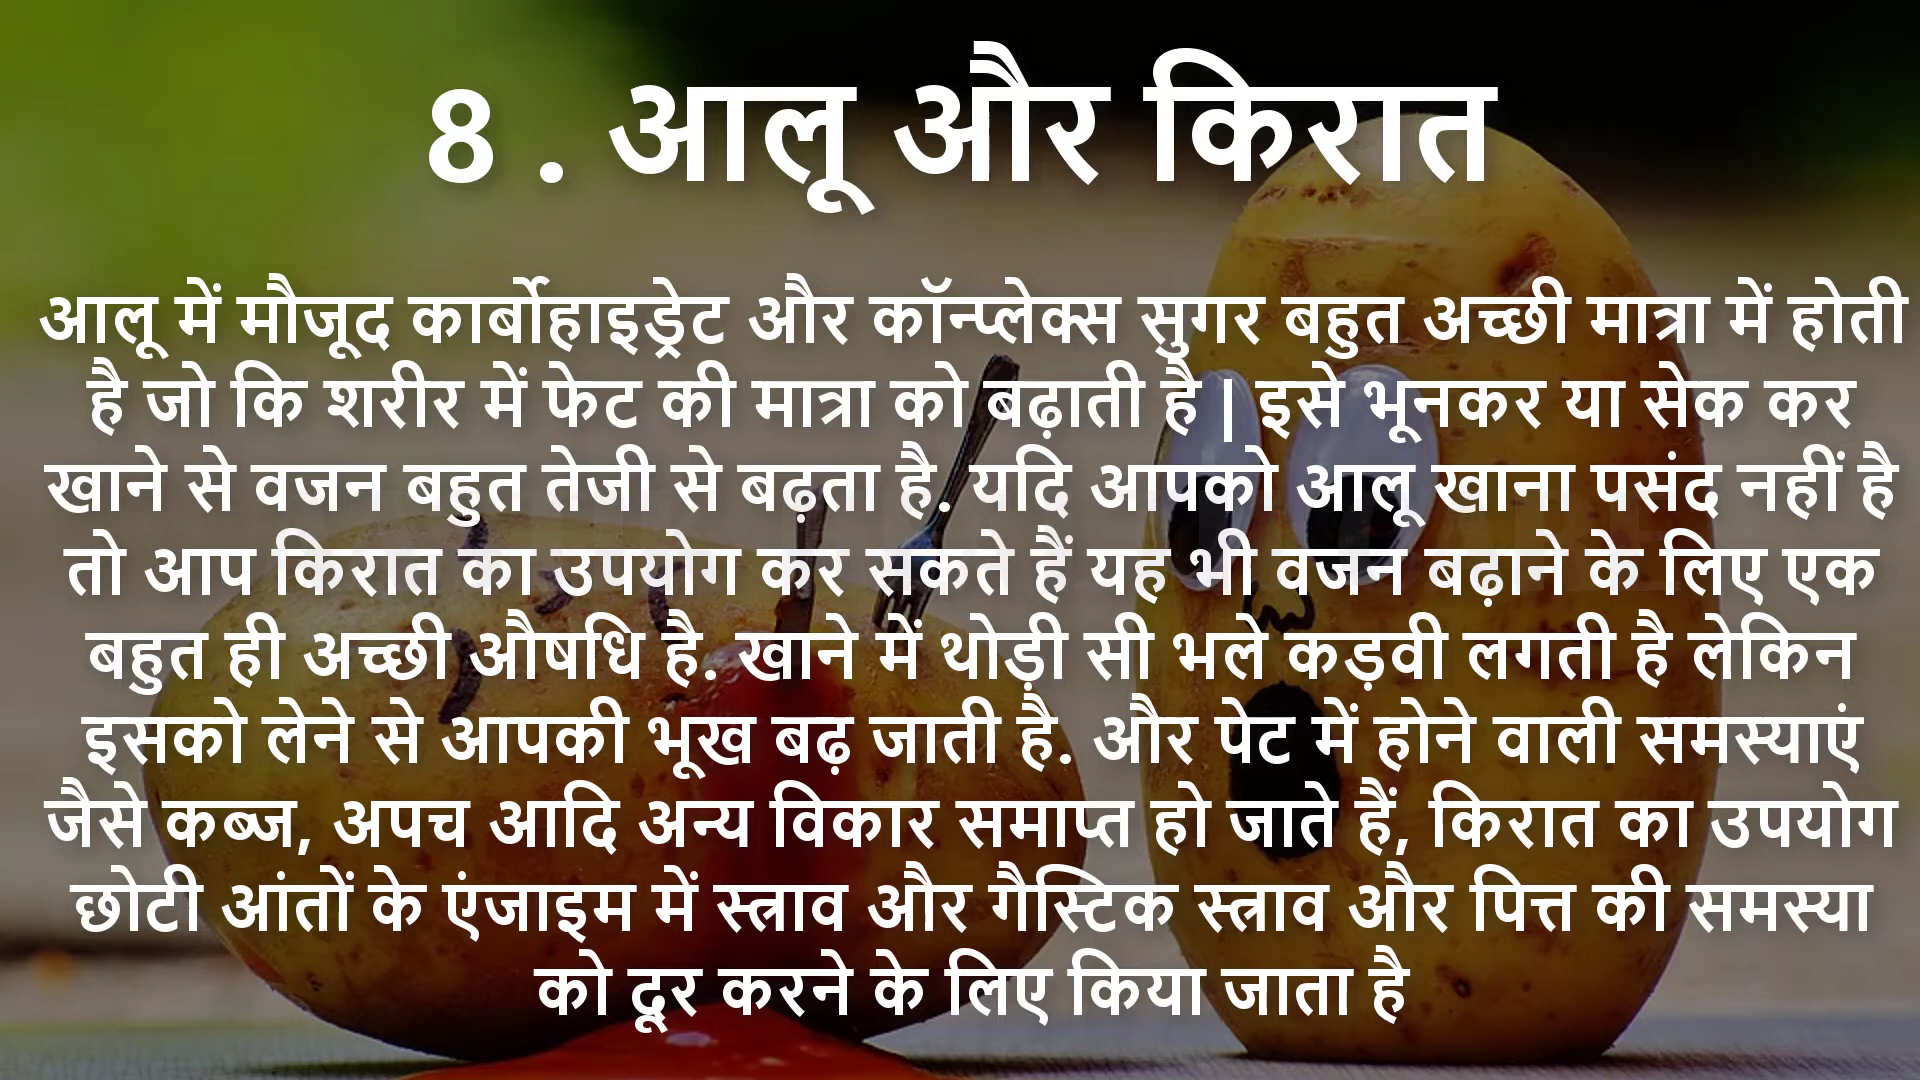 8 . आलू और किरात
आलू में मौजूद कार्बोहाइड्रेट और कॉम्प्लेक्स सुगर बहुत अच्छी मात्रा में होती
है जो कि शरीर में फेट की मात्रा को बढ़ाती है | इसे भूनकर या सेक कर
खाने से वजन बहुत तेजी से बढ़ता है. यदि आपको आलू खाना पसंद नहीं है
तो आप किरात का उपयोग कर सकते हैं यह भी वजन बढ़ाने के लिए एक
बहुत ही अच्छी औषधि है. खाने में थोड़ी सी भले कड़वी लगती है लेकिन
इसको लेने से आपकी भूख बढ़ जाती है. और पेट में होने वाली समस्याएं
जैसे कब्ज, अपच आदि अन्य विकार समाप्त हो जाते हैं, किरात का उपयोग
छोटी आंतों के एंजाइम में स्त्राव और गैस्टिक स्त्राव और पित्त की समस्या
को दूर करने के लिए किया जाता है